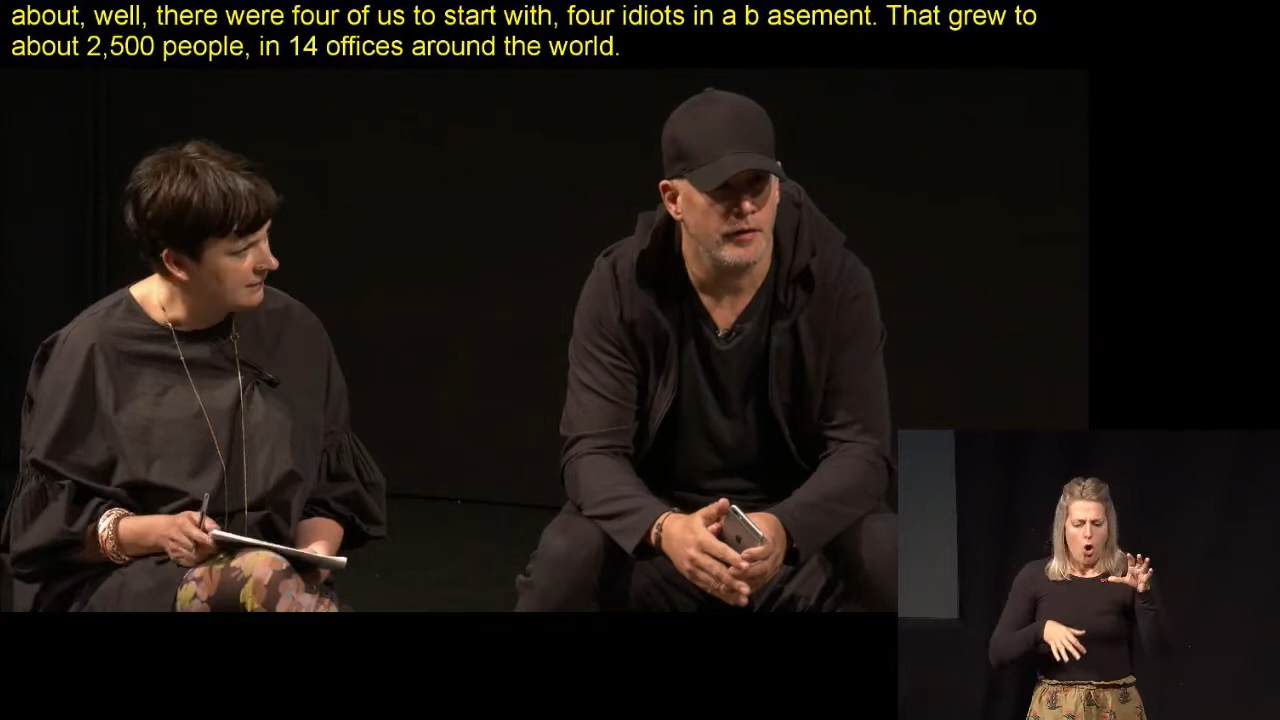 about, well, there were four of us to start with, four idiots in a b asement. That grew to
about 2,500 people, in 14 offices around the world.